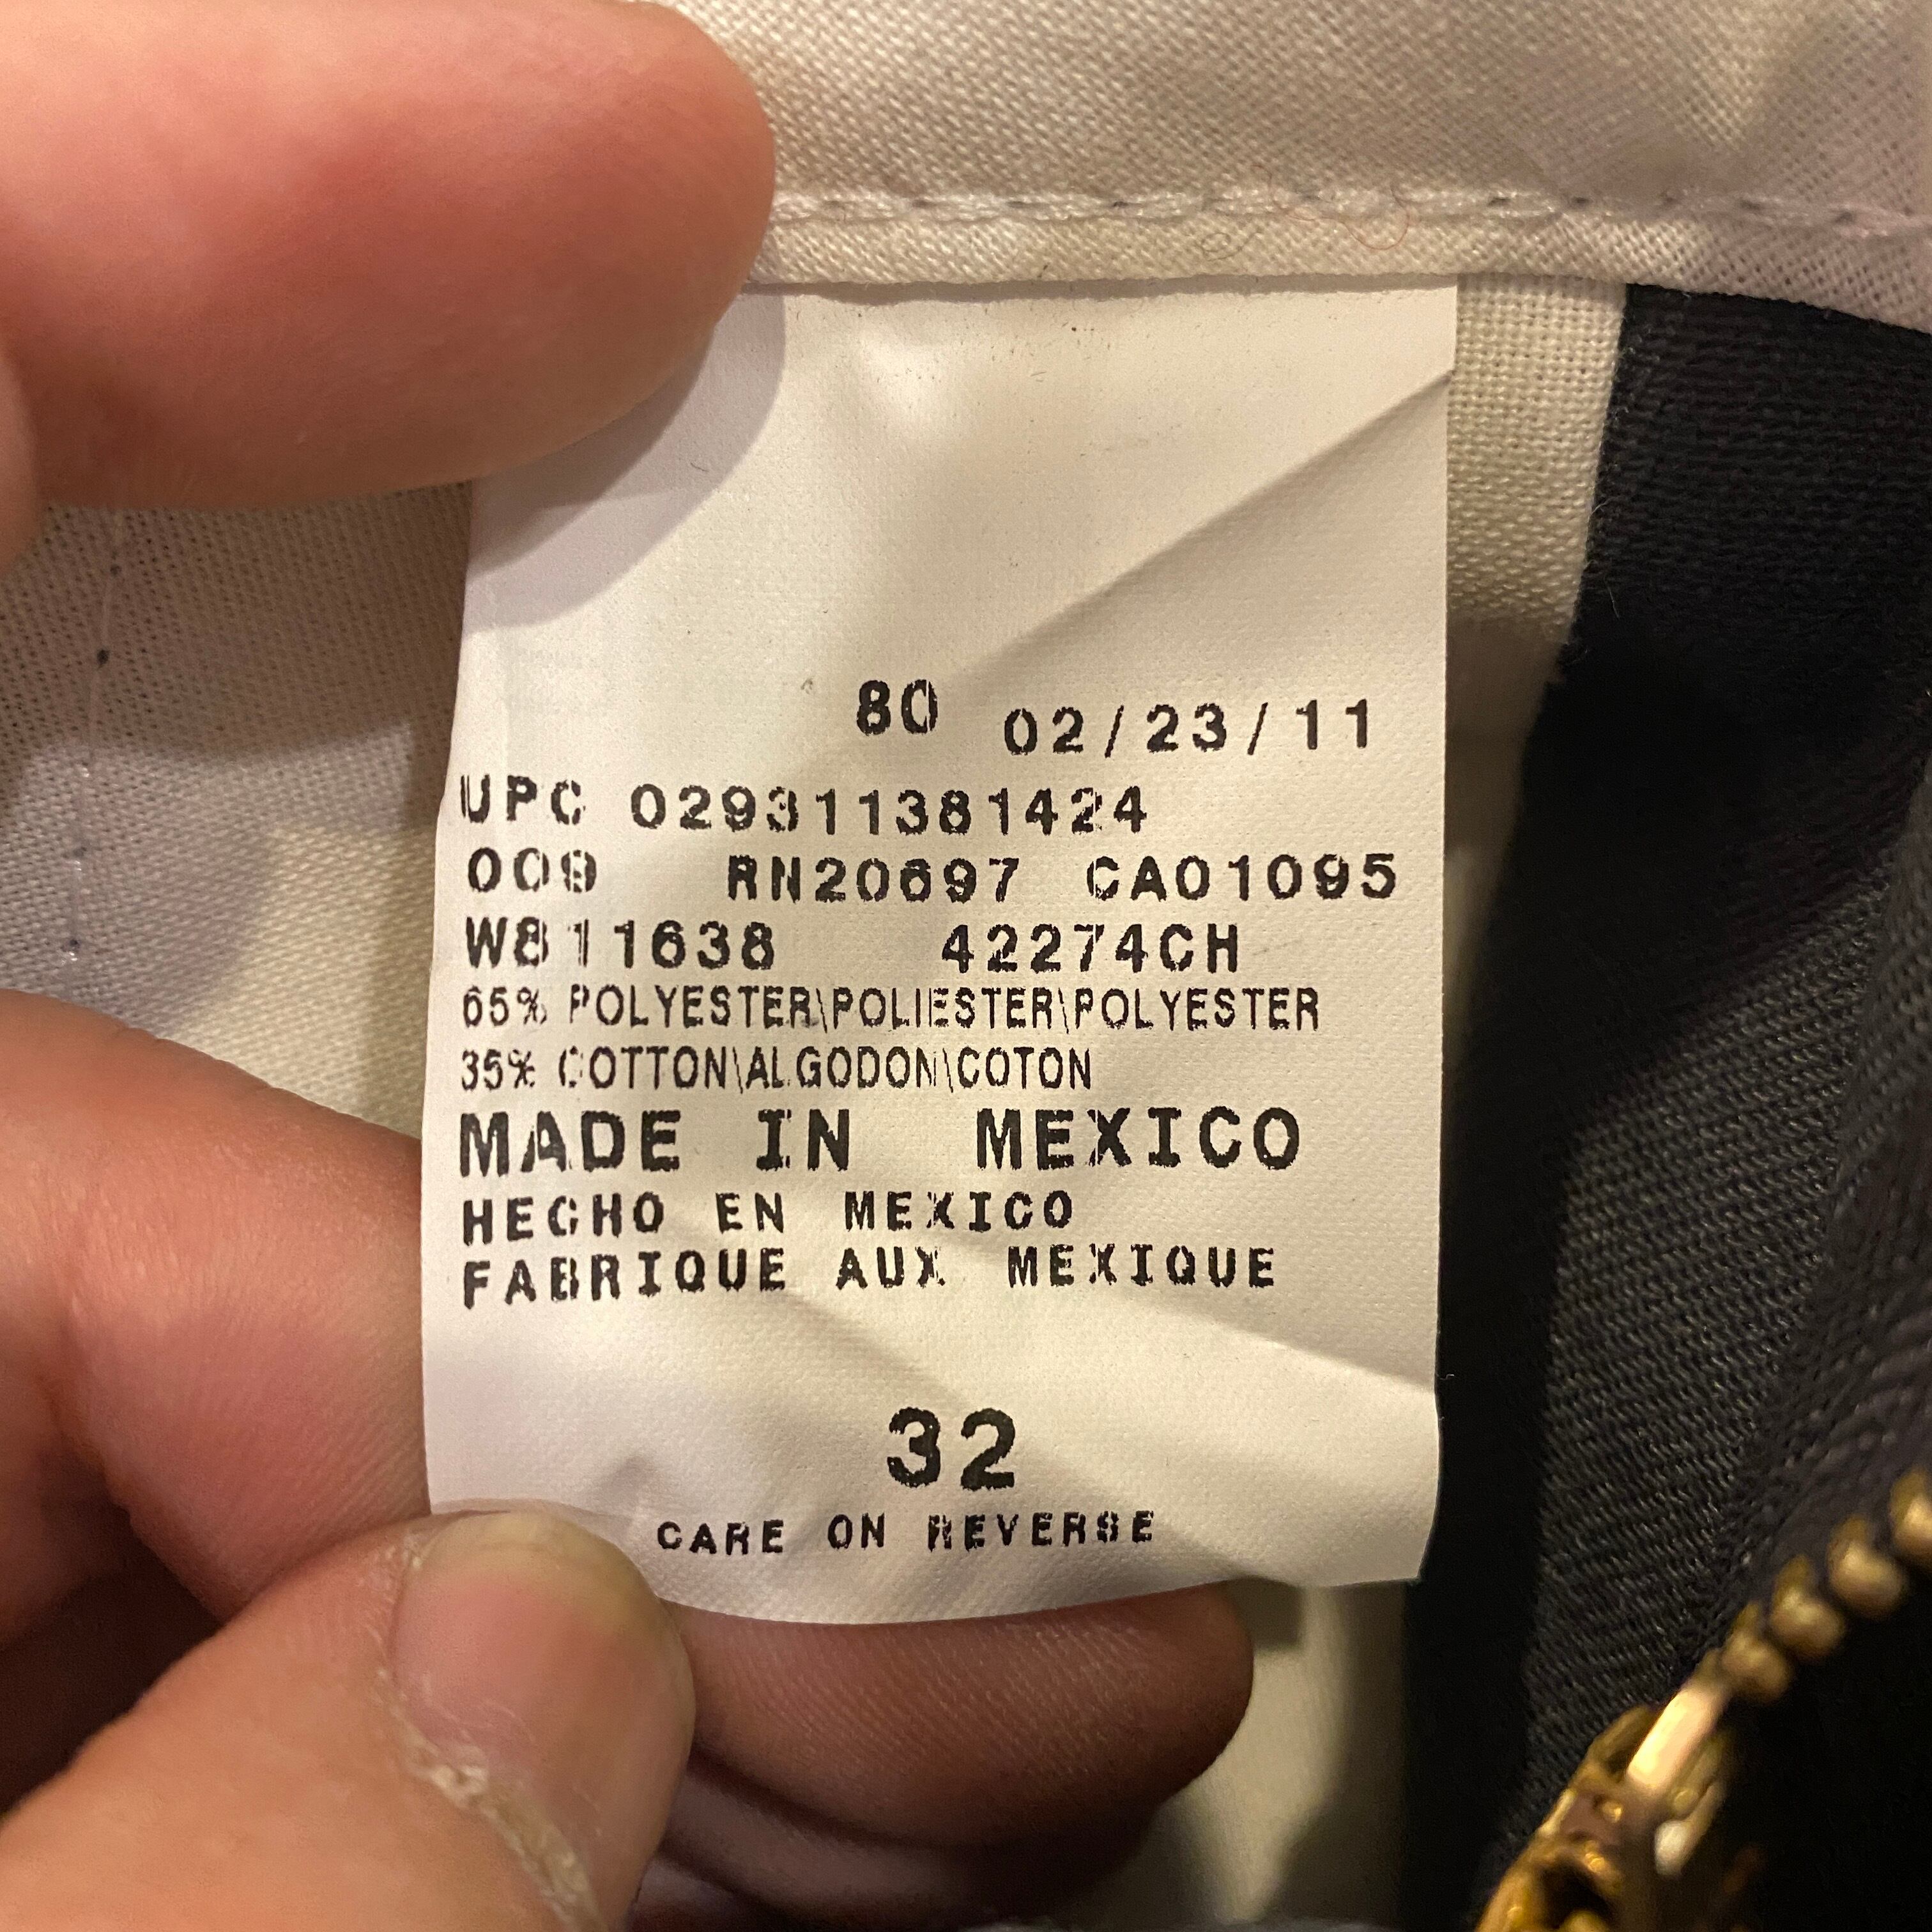 80 02/23/11
UPC 029311381424
009 RN20697 CA01095
W811638 42274CH
65% POLYESTER\POLIESTER\POLYESTER
35% COTTON\ALGODON\COTON
MADE IN MEXICO
HECHO EN MEXICO
FABRIQUE AUX MEXIQUE
32
CARE ON REVERSE